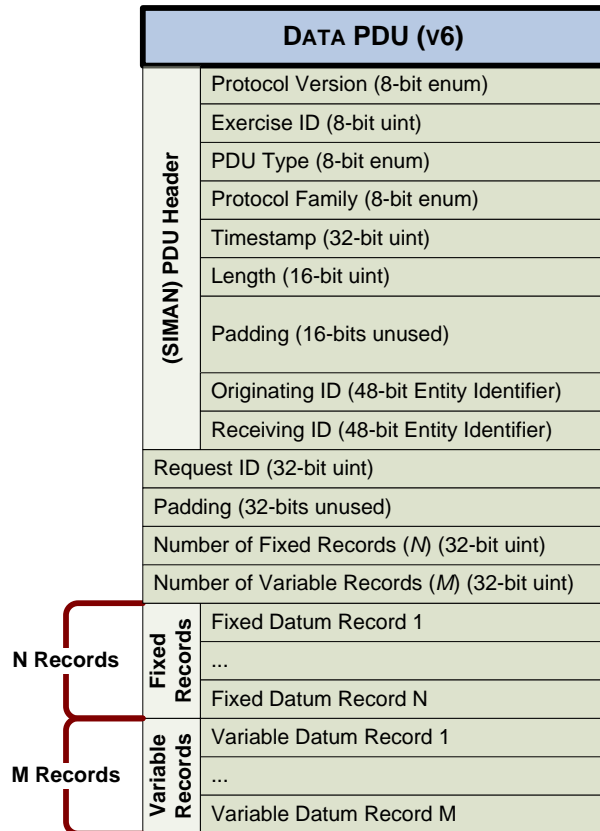 DATA PDU (V6)
(SIMAN) PDU Header
Protocol Version (8-bit enum)
Exercise ID (8-bit uint)
PDU Type (8-bit enum)
Protocol Family (8-bit enum)
Timestamp (32-bit uint)
Length (16-bit uint)
Padding (16-bits unused)
Originating ID (48-bit Entity Identifier)
Receiving ID (48-bit Entity Identifier)
Request ID (32-bit uint)
Padding (32-bits unused)
Number of Fixed Records (N) (32-bit uint)
Number of Variable Records (M) (32-bit uint)
N Records
Fixed
Records
Fixed Datum Record 1
...
Fixed Datum Record N
M Records
Variable
Records
Variable Datum Record 1
...
Variable Datum Record M